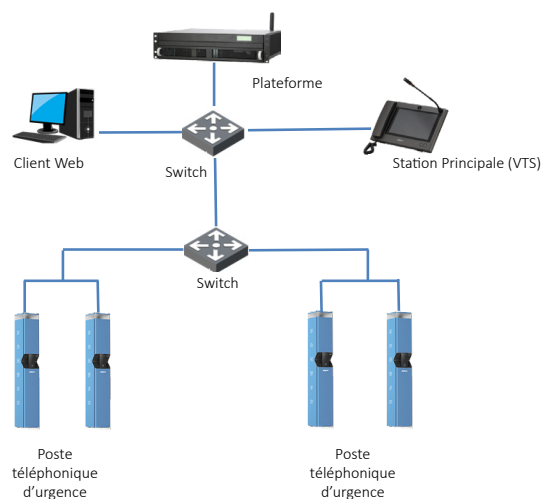 Plateforme
Client Web
Switch
Station Principale (VTS)
Switch
Poste
téléphonique
d'urgence
Poste
téléphonique
d'urgence